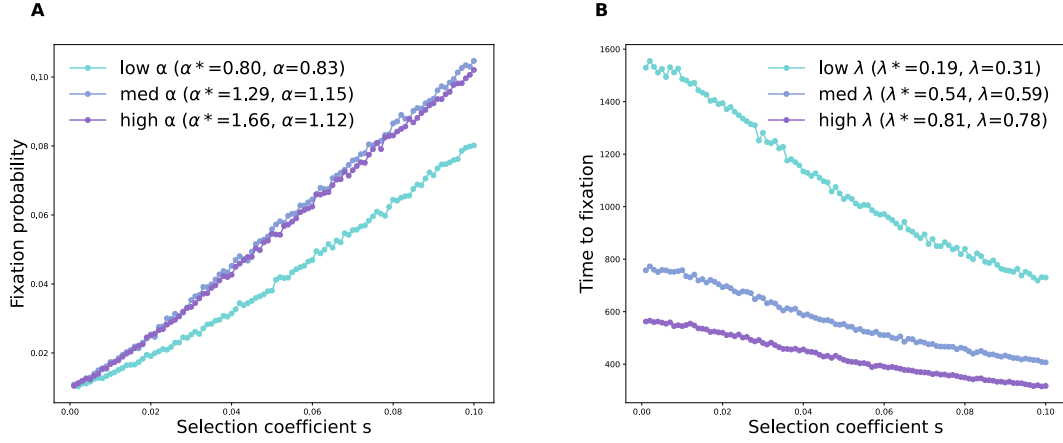 A
low α (α*=0.80, α=0.83)
med α (α*=1.29, α=1.15)
high α (α*=1.66, α=1.12)
0,10
0,08
0,06
0,04
0,02
Fixation probability
0.00 0.02 0.04 0.06 0.08 0.10
Selection coefficient s
B
low λ (λ*=0.19, λ=0.31)
med λ (λ*=0.54, λ=0.59)
high λ (λ*=0.81, λ=0.78)
1600
1400
1200
1000
800
600
400
Time to fixation
0.00 0.02 0.04 0.06 0.08 0.10
Selection coefficient s